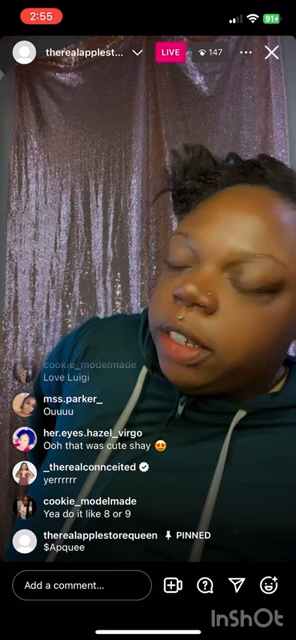 2:55
91
therealapplest...
LIVE
147
cookie_modelmade
Love Luigi
mss.parker_
Ouuuu
her.eyes.hazel_virgo
Ooh that was cute shay 😍
_therealconnceited
yerrrrrr
cookie_modelmade
Yea do it like 8 or 9
therealapplestorequeen PINNED
$Apquee
Add a comment...
InShOt